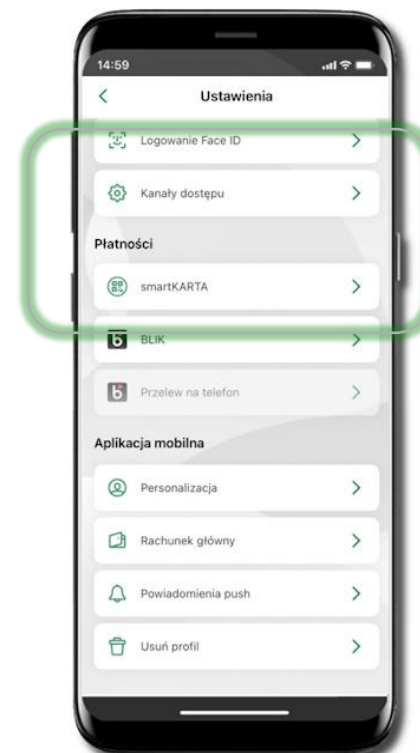 14:59
Ustawienia
Logowanie Face ID
Kanały dostępu
Płatności
smartKARTA
BLIK
Przelew na telefon
Aplikacja mobilna
Personalizacja
Rachunek główny
Powiadomienia push
Usuń profil